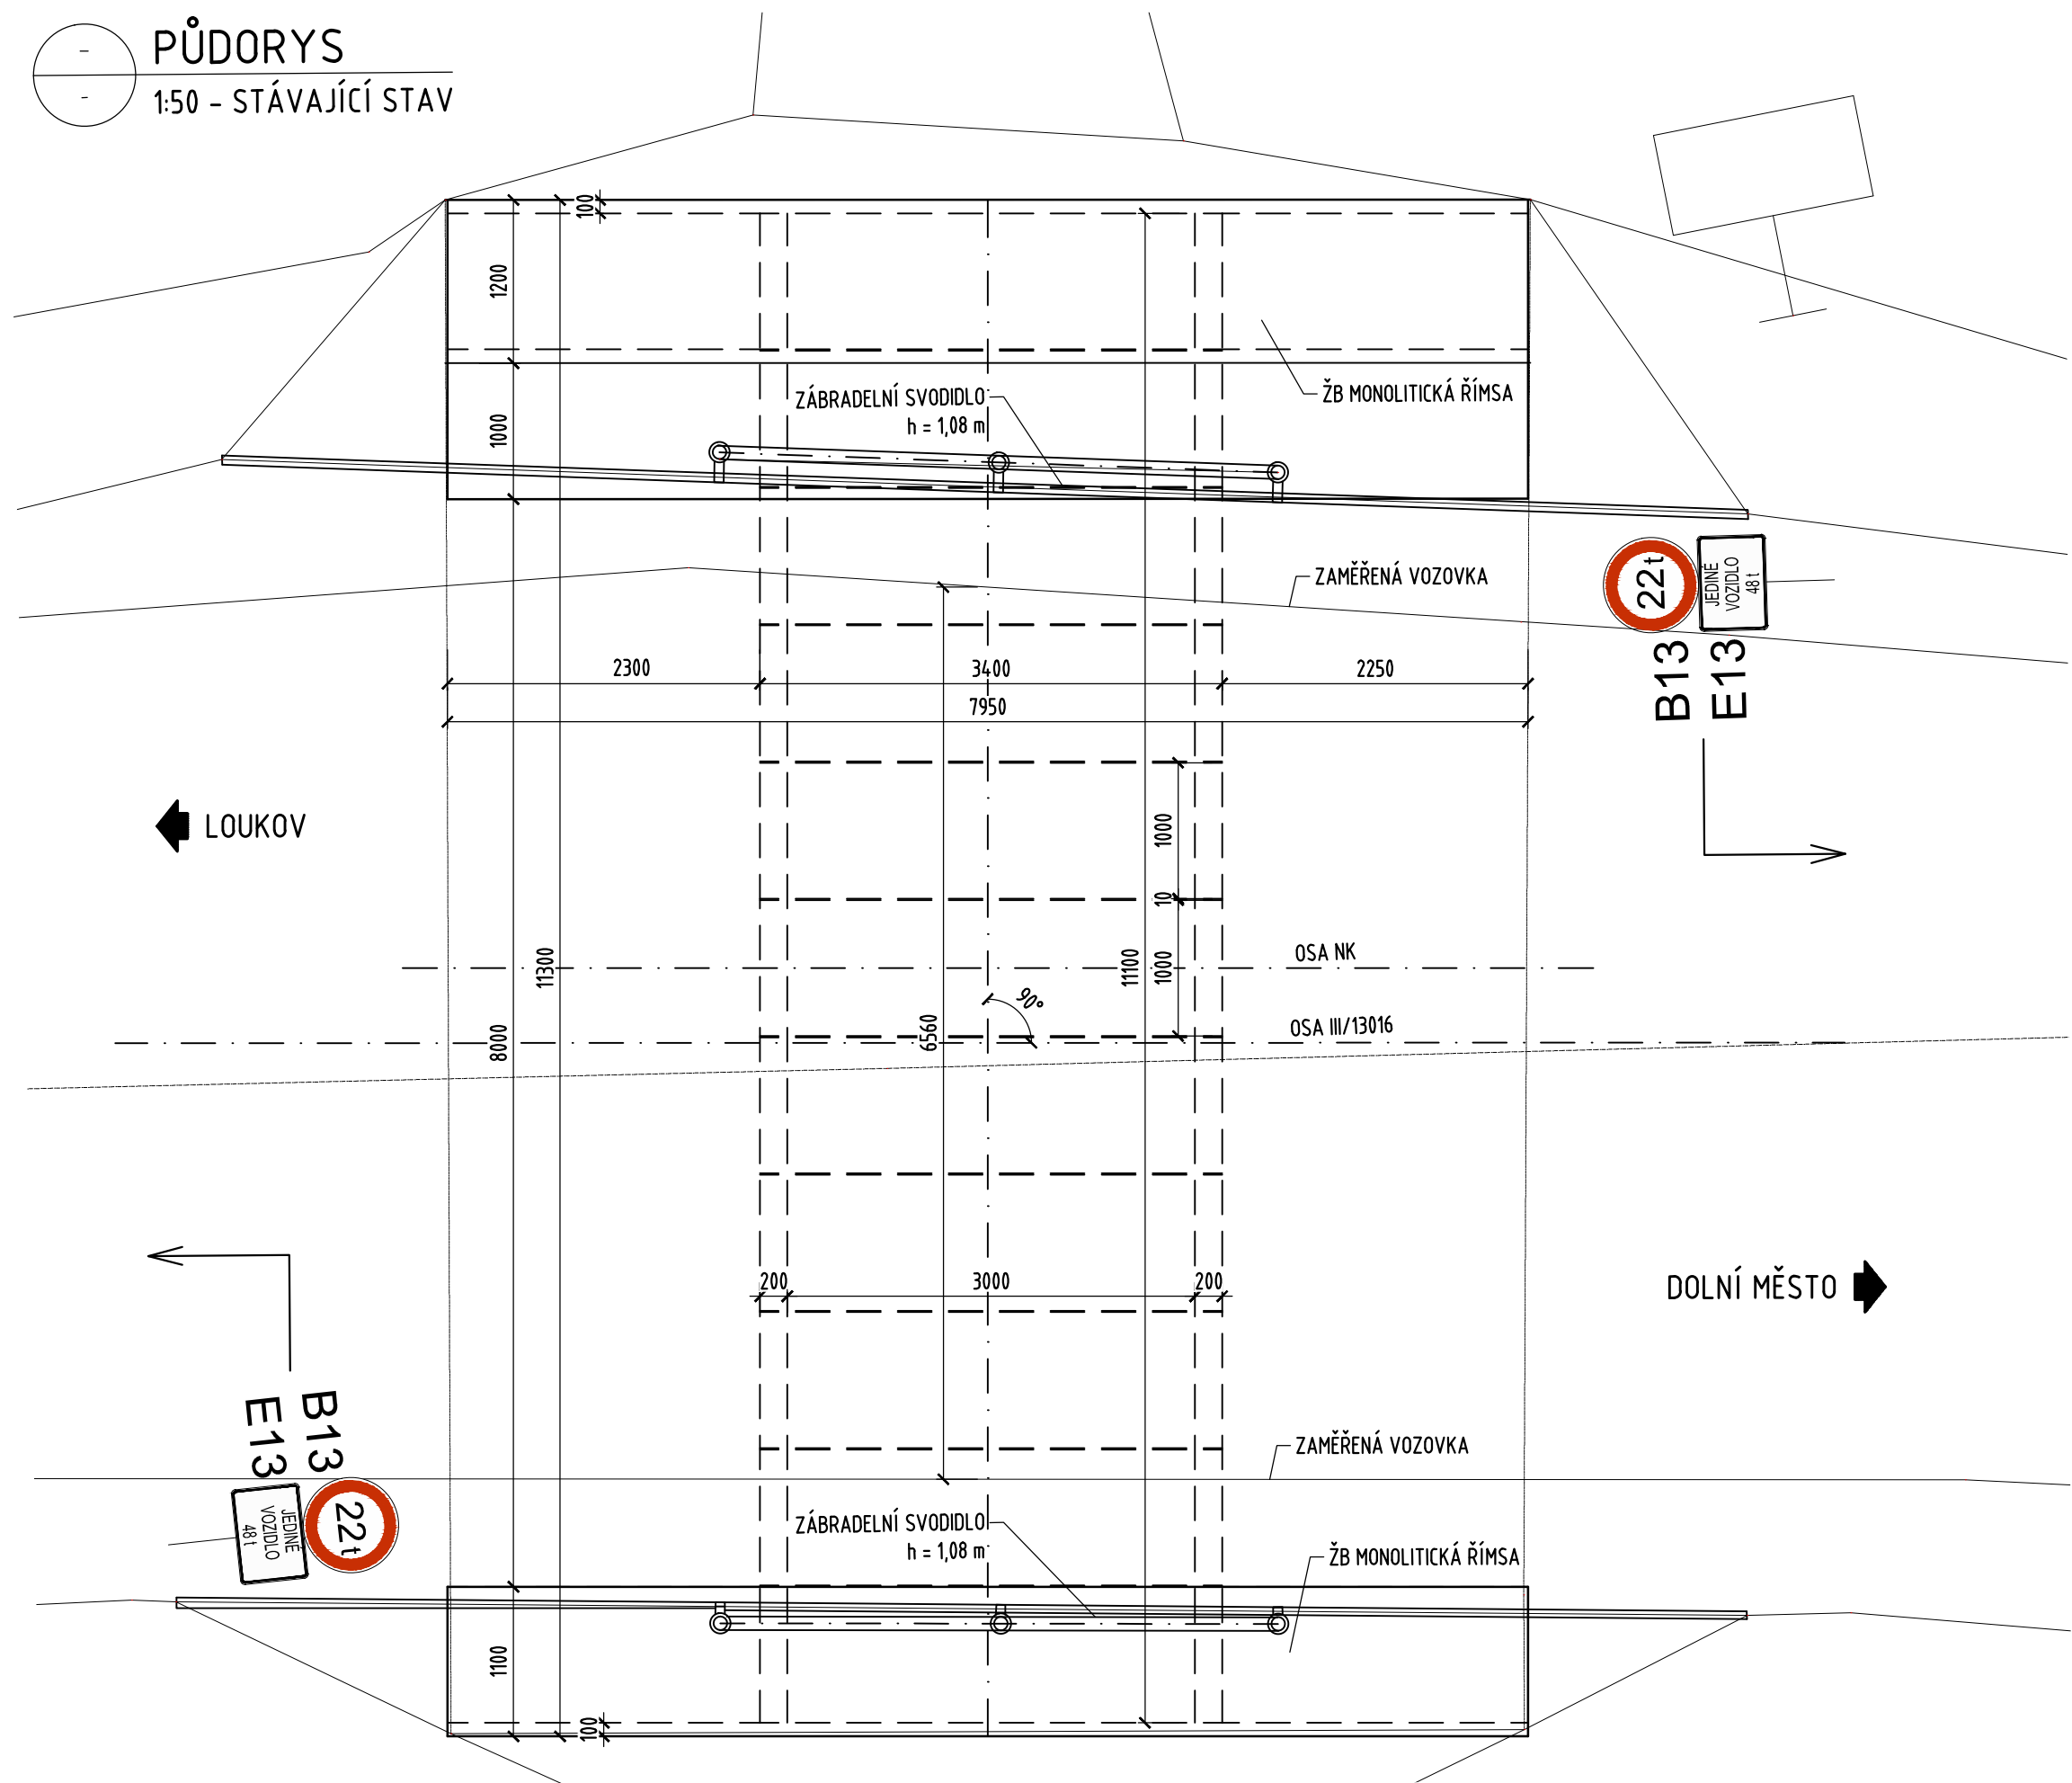 -
-
PŮDORYS
1:50 - STÁVAJÍCÍ STAV
100
1200
1000
ZÁBRADELNÍ SVODIDLO
h = 1,08 m
ŽB MONOLITICKÁ ŘÍMSA
ZAMĚŘENÁ VOZOVKA
22t
JEDINÉ
VOZIDLO
48 t
B13
E13
2300
3400
2250
7950
LOUKOV
1000
10
1000
11300
8000
6560
11100
OSA NK
90°
OSA III/13016
200
3000
200
DOLNÍ MĚSTO
B13
E13
22t
JEDINÉ
VOZIDLO
48 t
ZAMĚŘENÁ VOZOVKA
ZÁBRADELNÍ SVODIDLO
h = 1,08 m
ŽB MONOLITICKÁ ŘÍMSA
1100
100